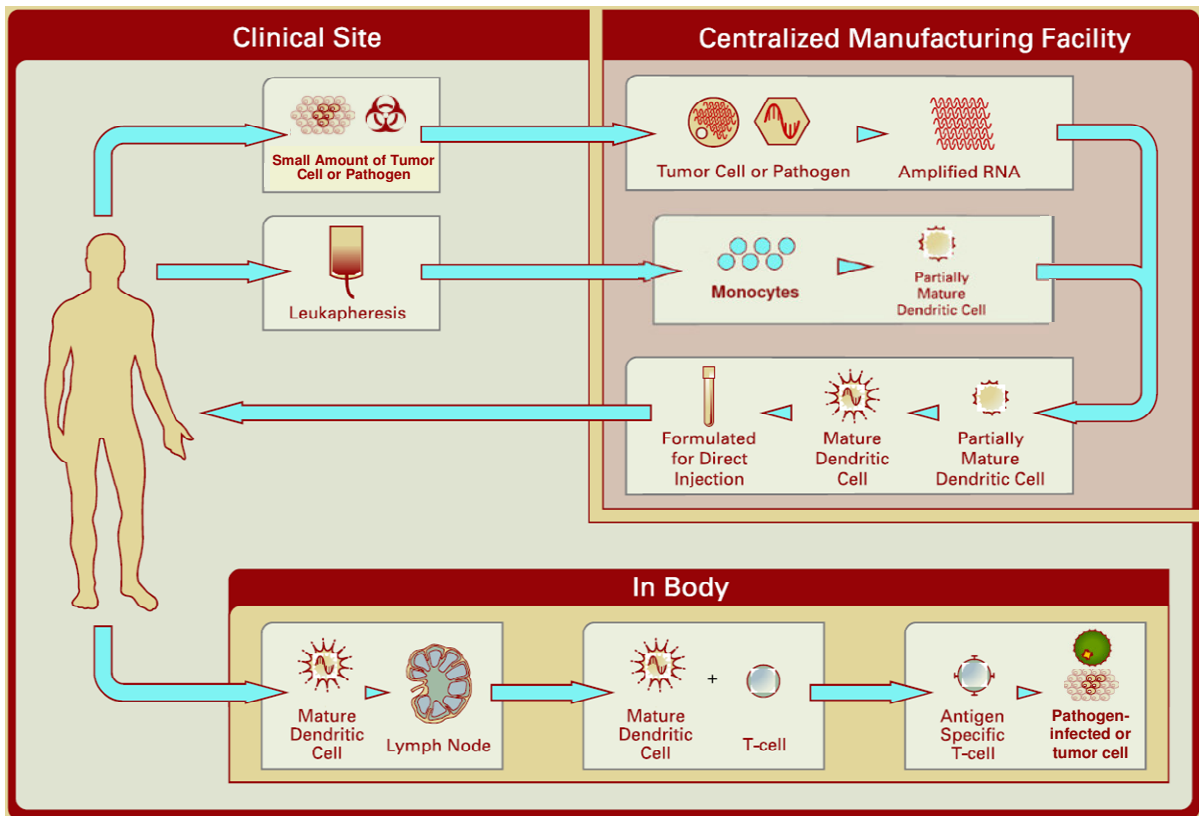 Clinical Site
Centralized Manufacturing Facility
Small Amount of Tumor
Cell or Pathogen
Tumor Cell or Pathogen
Amplified RNA
Leukapheresis
Monocytes
Partially
Mature
Dendritic Cell
Formulated
for Direct
Injection
Mature
Dendritic
Cell
Partially
Mature
Dendritic Cell
In Body
Mature
Dendritic
Cell
Lymph Node
Mature
Dendritic
Cell
+
T-cell
Antigen
Specific
T-cell
Pathogen-
infected or
tumor cell